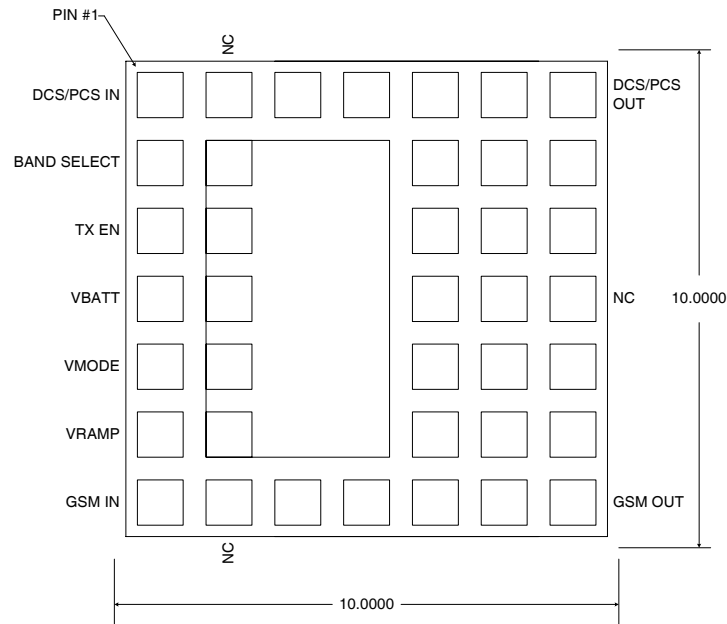 PIN #1
NC
DCS/PCS IN
DCS/PCS
OUT
BAND SELECT
TX EN
VBATT
NC
10.0000
VMODE
VRAMP
GSM IN
GSM OUT
NC
10.0000